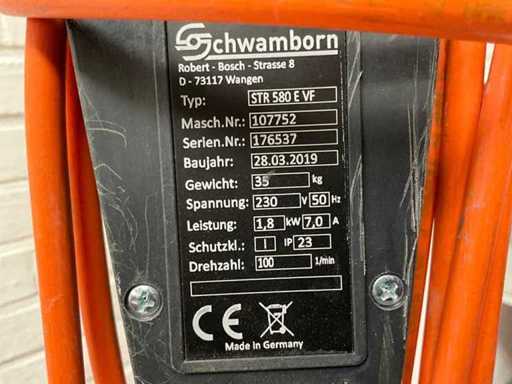 Schwamborn
Robert - Bosch - Strasse 8
D - 73117 Wangen
Typ: STR 580 E VF
Masch.Nr.: 107752
Serien.Nr.: 176537
Baujahr: 28.03.2019
Gewicht: 35 kg
Spannung: 230 V 50 Hz
Leistung: 1,8 kW 7,0 A
Schutzkl.: I IP 23
Drehzahl: 100 1/min
CE
Made in Germany